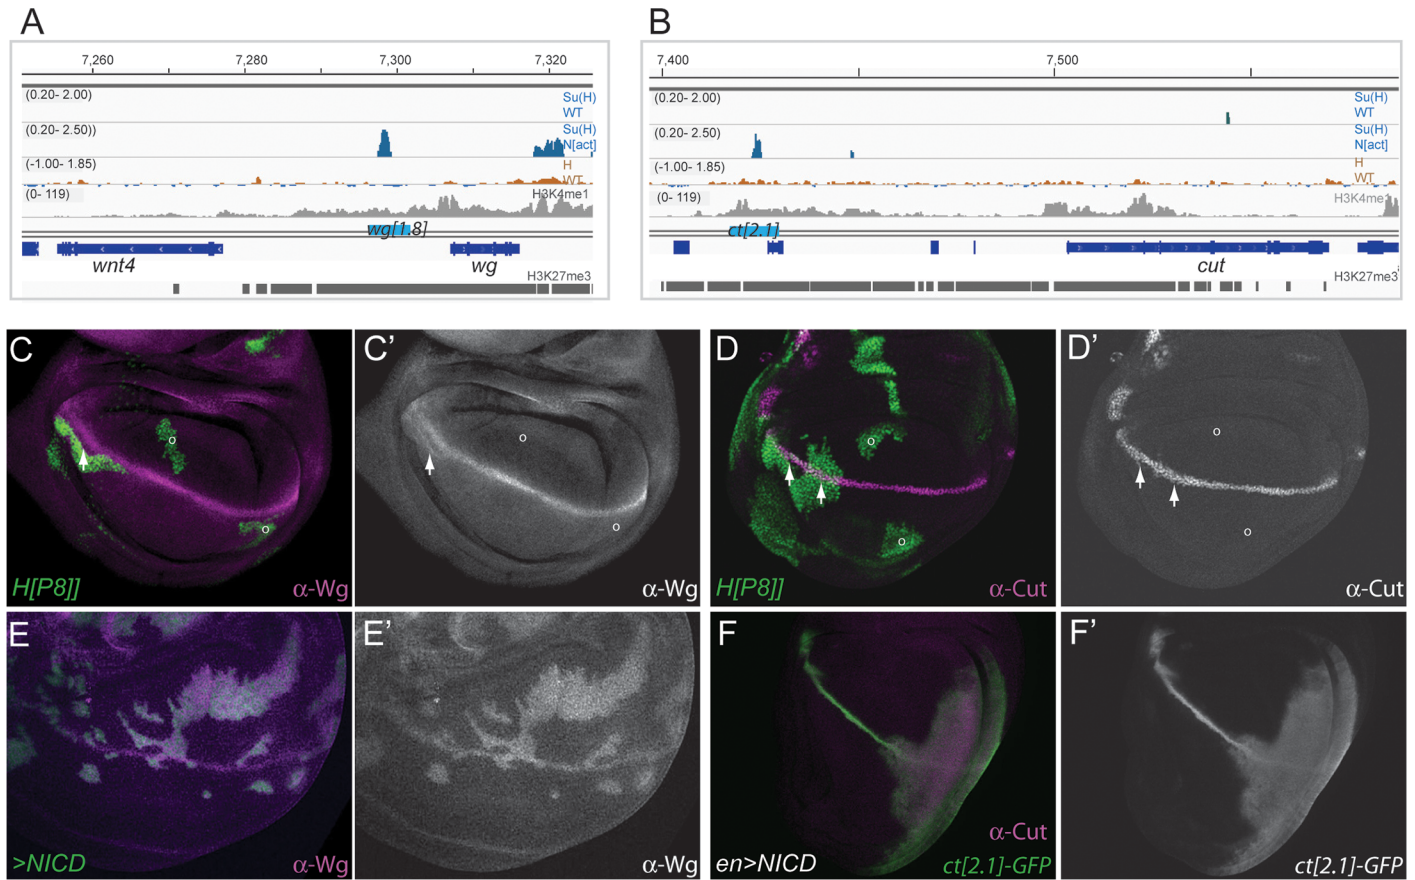 A
7,260 7,280 7,300 7,320
(0.20- 2.00) Su(H)
WT
(0.20- 2.50)) Su(H)
N[act]
(-1.00- 1.85) H
WT
(0- 119) H3K4me1
wg[1.8]
wnt4 wg
H3K27me3
B
7,400 7,500
(0.20- 2.00) Su(H)
WT
(0.20- 2.50) Su(H)
N[act]
(-1.00- 1.85) H
WT
(0- 119) H3K4me
ct[2.1]
cut
H3K27me3
C
H[P8]] α-Wg
C'
α-Wg
D
H[P8]] α-Cut
D'
α-Cut
E
>NICD α-Wg
E'
α-Wg
F
α-Cut
en>NICD ct[2.1]-GFP
F'
ct[2.1]-GFP